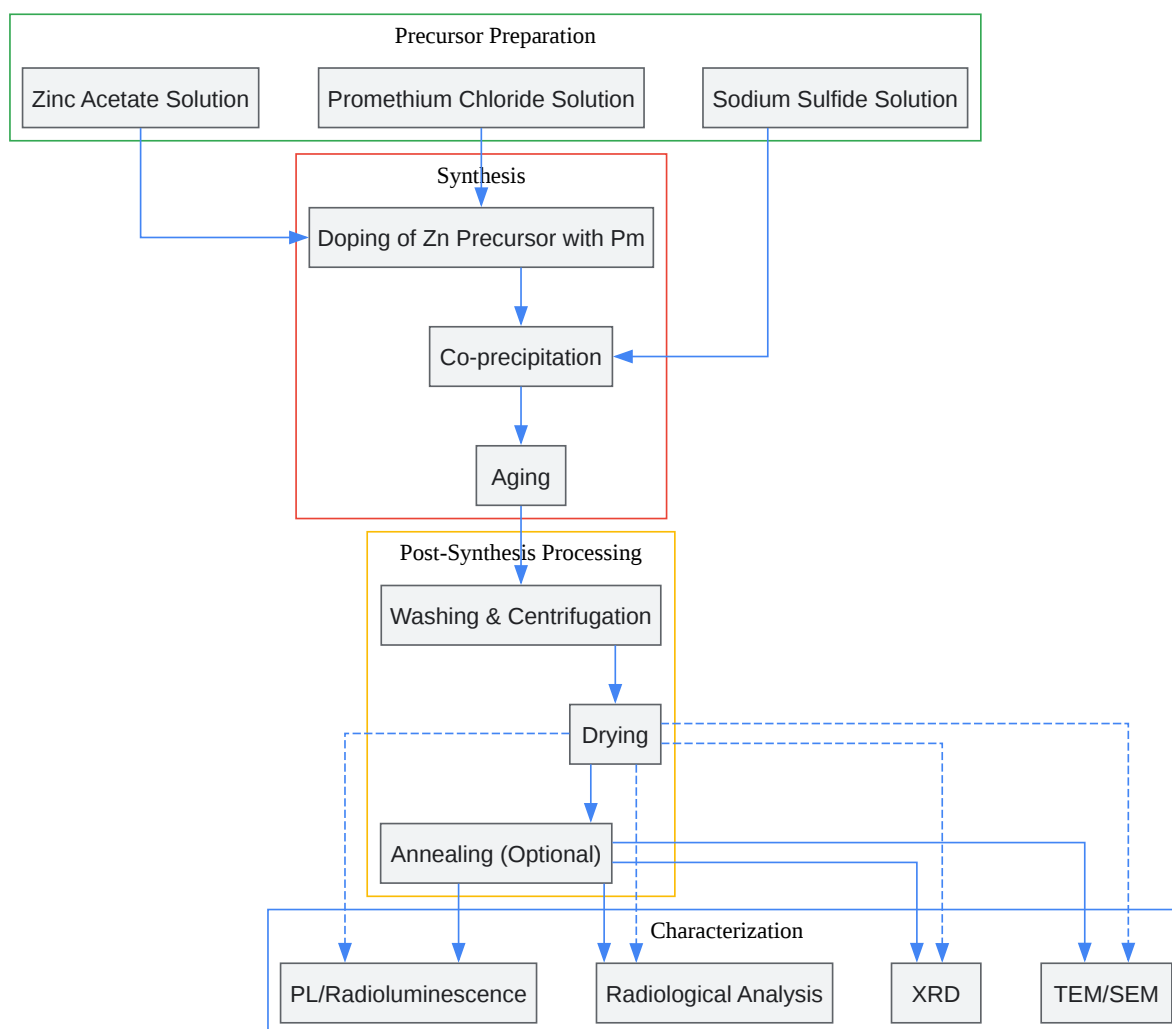 Precursor Preparation
Zinc Acetate Solution
Promethium Chloride Solution
Sodium Sulfide Solution
Synthesis
Doping of Zn Precursor with Pm
Co-precipitation
Aging
Post-Synthesis Processing
Washing & Centrifugation
Drying
Annealing (Optional)
Characterization
PL/Radioluminescence
Radiological Analysis
XRD
TEM/SEM